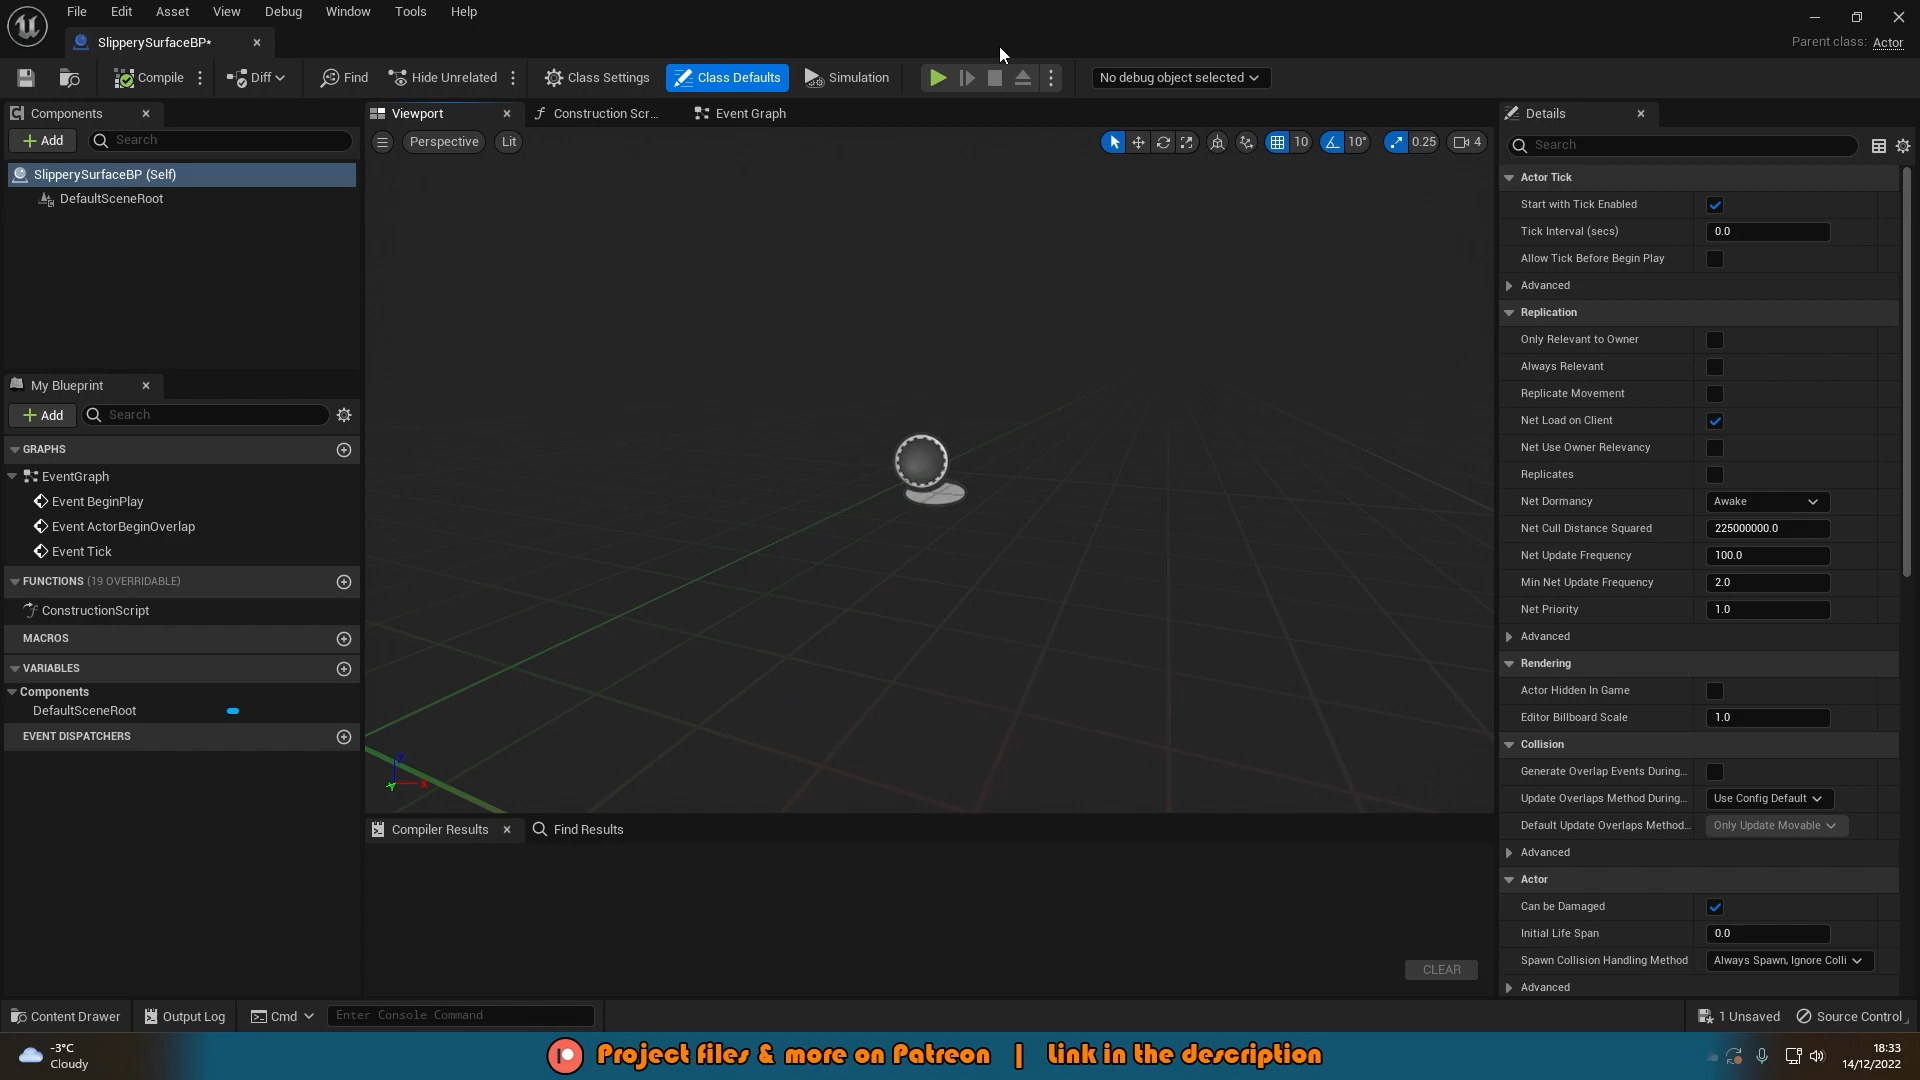 File Edit Asset View Debug Window Tools Help
SlipperySurfaceBP*
Parent class: Actor
Compile Diff Find Hide Unrelated Class Settings Class Defaults Simulation No debug object selected
Components
Add Search
SlipperySurfaceBP (Self)
DefaultSceneRoot
My Blueprint
Add Search
GRAPHS
EventGraph
Event BeginPlay
Event ActorBeginOverlap
Event Tick
FUNCTIONS (19 OVERRIDABLE)
ConstructionScript
MACROS
VARIABLES
Components
DefaultSceneRoot
EVENT DISPATCHERS
Viewport Construction Scr... Event Graph
Perspective Lit 10 10° 0.25 4
Z
X
Y
Compiler Results Find Results
CLEAR
Details
Search
Actor Tick
Start with Tick Enabled
Tick Interval (secs) 0.0
Allow Tick Before Begin Play
Advanced
Replication
Only Relevant to Owner
Always Relevant
Replicate Movement
Net Load on Client
Net Use Owner Relevancy
Replicates
Net Dormancy Awake
Net Cull Distance Squared 225000000.0
Net Update Frequency 100.0
Min Net Update Frequency 2.0
Net Priority 1.0
Advanced
Rendering
Actor Hidden In Game
Editor Billboard Scale 1.0
Collision
Generate Overlap Events During...
Update Overlaps Method During... Use Config Default
Default Update Overlaps Method... Only Update Movable
Advanced
Actor
Can be Damaged
Initial Life Span 0.0
Spawn Collision Handling Method Always Spawn, Ignore Colli
Advanced
Content Drawer Output Log Cmd Enter Console Command 1 Unsaved Source Control
-3°C
Cloudy
Project files & more on Patreon | Link in the description
18:33
14/12/2022